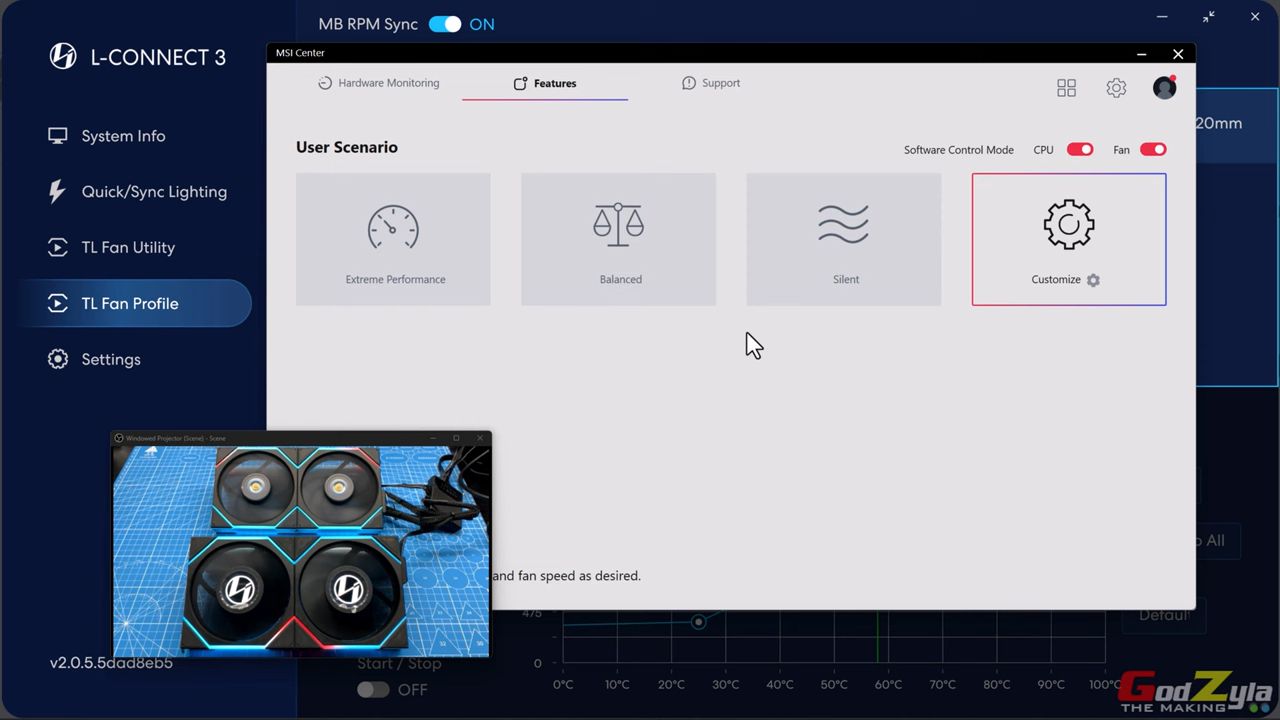 MB RPM Sync ON
L-CONNECT 3
System Info
Quick/Sync Lighting
TL Fan Utility
TL Fan Profile
Settings
v2.0.5.5dad8eb5
MSI Center
Hardware Monitoring
Features
Support
User Scenario
Software Control Mode CPU Fan
Extreme Performance
Balanced
Silent
Customize
20mm
Windowed Projector (Scene) - Scene
and fan speed as desired.
All
Default
475
0
0°C 10°C 20°C 30°C 40°C 50°C 60°C 70°C 80°C 90°C 100°C
Start / Stop
OFF
GodZyla
THE MAKING